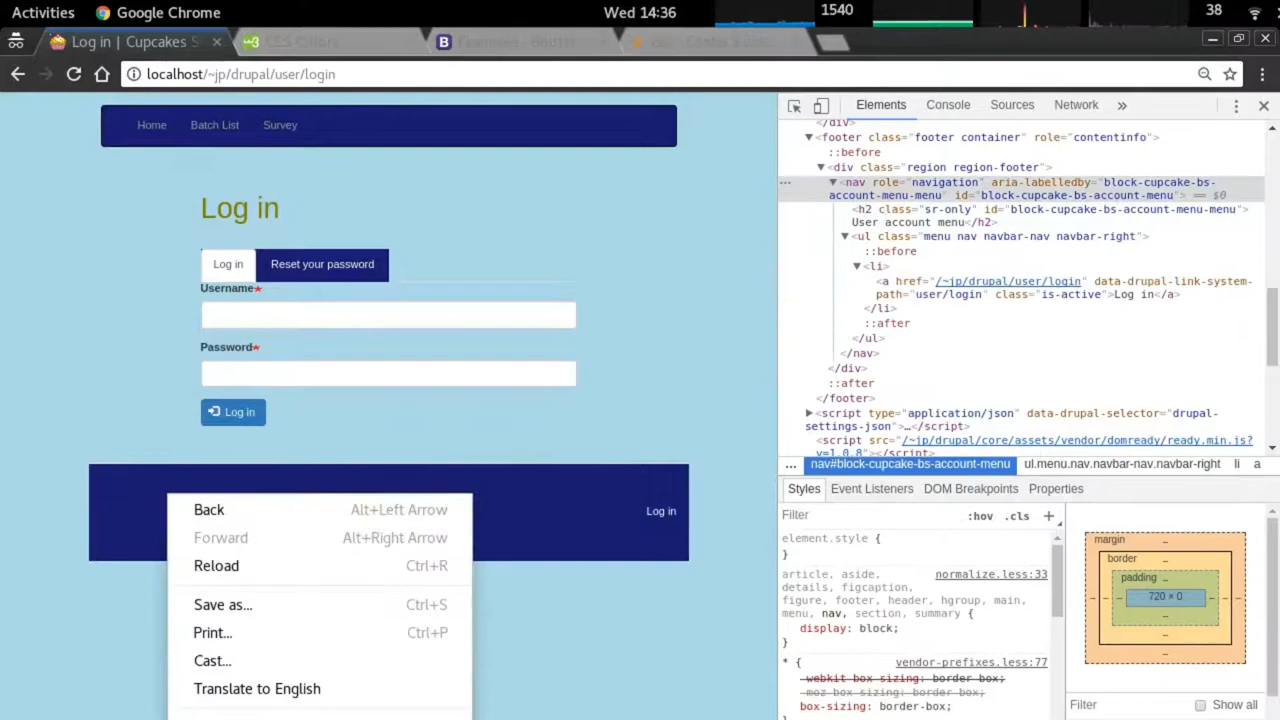 Activities Google Chrome Wed 14:36 1540 38
Log in | Cupcakes S
localhost/~jp/drupal/user/login
Home Batch List Survey
Log in
Log in Reset your password
Username*
Password*
Log in
Log in
Back Alt+Left Arrow
Forward Alt+Right Arrow
Reload Ctrl+R
Save as... Ctrl+S
Print... Ctrl+P
Cast...
Translate to English
Elements Console Sources Network »
</div>
▼<footer class="footer container" role="contentinfo">
::before
▼<div class="region region-footer">
... ▼<nav role="navigation" aria-labelledby="block-cupcake-bs-
account-menu-menu" id="block-cupcake-bs-account-menu"> == $0
<h2 class="sr-only" id="block-cupcake-bs-account-menu-menu">
User account menu</h2>
▼<ul class="menu nav navbar-nav navbar-right">
::before
▼<li>
<a href="/~jp/drupal/user/login" data-drupal-link-system-
path="user/login" class="is-active">Log in</a>
</li>
::after
</ul>
</nav>
</div>
::after
</footer>
▶<script type="application/json" data-drupal-selector="drupal-
settings-json">…</script>
<script src="/~jp/drupal/core/assets/vendor/domready/ready.min.js?
v=1.0.8"></script>
... nav#block-cupcake-bs-account-menu ul.menu.nav.navbar-nav.navbar-right li a
Styles Event Listeners DOM Breakpoints Properties
Filter :hov .cls +
element.style {
}
article, aside, normalize.less:33
details, figcaption,
figure, footer, header, hgroup, main,
menu, nav, section, summary {
display: block;
}
* { vendor-prefixes.less:77
-webkit-box-sizing: border-box;
-moz-box-sizing: border-box;
box-sizing: border-box;
margin –
border –
padding –
– – – 720 × 0 – – –
–
–
–
Filter Show all